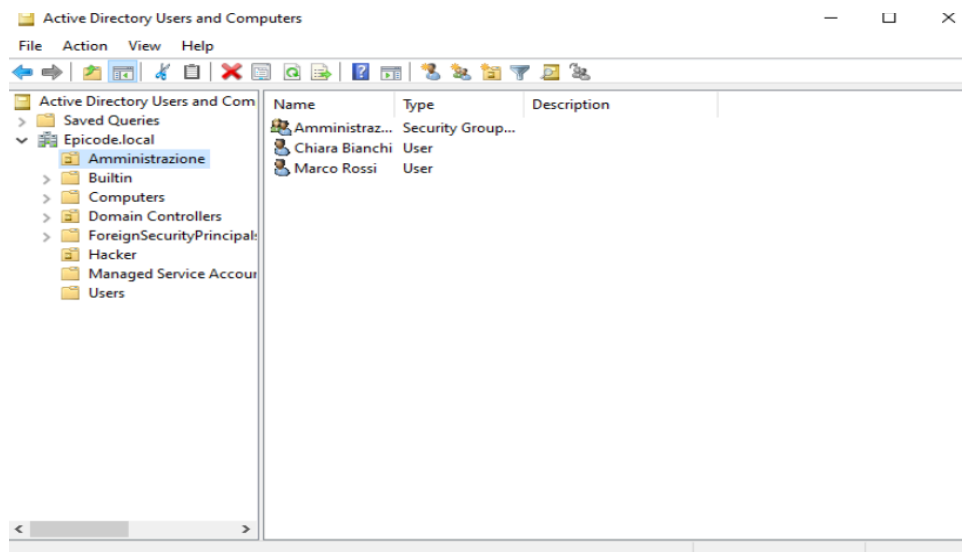 Active Directory Users and Computers
File Action View Help
Active Directory Users and Com
Saved Queries
Epicode.local
Amministrazione
Builtin
Computers
Domain Controllers
ForeignSecurityPrincipal
Hacker
Managed Service Accour
Users
Name Type Description
Amministraz... Security Group...
Chiara Bianchi User
Marco Rossi User